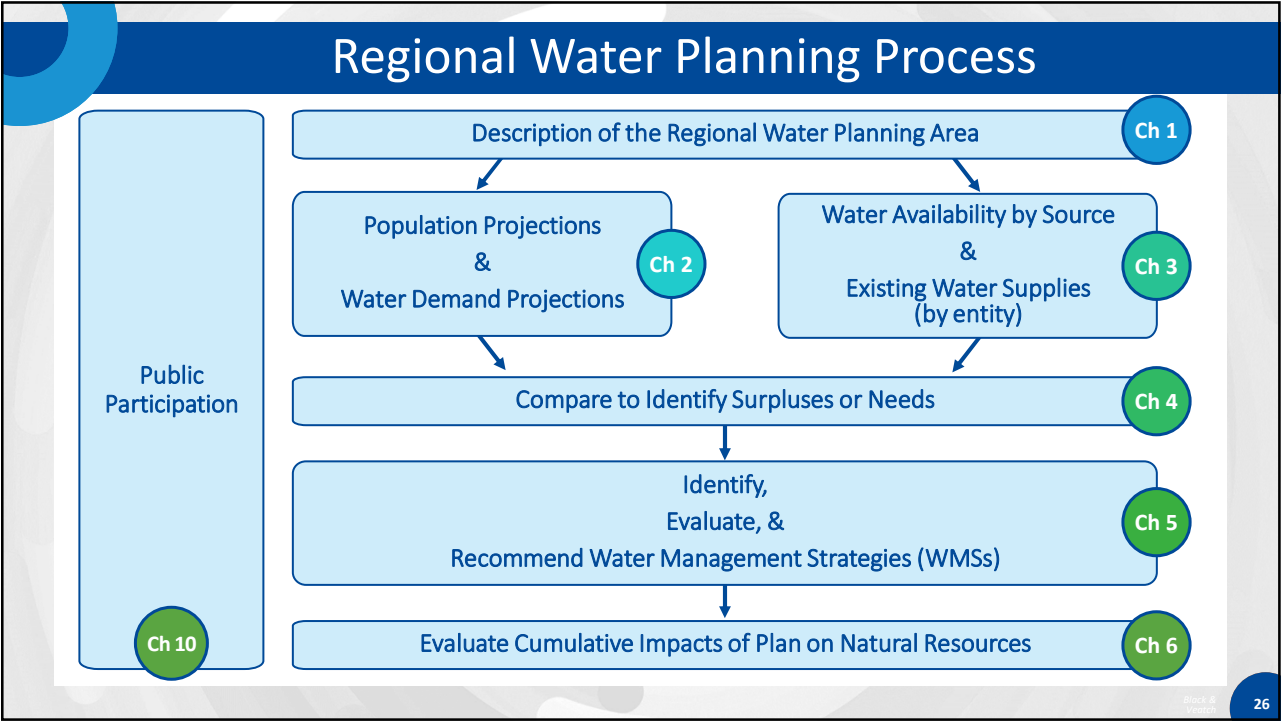 Regional Water Planning Process
Public
Participation
Ch 10
Description of the Regional Water Planning Area
Ch 1
Population Projections
&
Water Demand Projections
Ch 2
Water Availability by Source
&
Existing Water Supplies
(by entity)
Ch 3
Compare to Identify Surpluses or Needs
Ch 4
Identify,
Evaluate, &
Recommend Water Management Strategies (WMSs)
Ch 5
Evaluate Cumulative Impacts of Plan on Natural Resources
Ch 6
Black &
Veatch
26